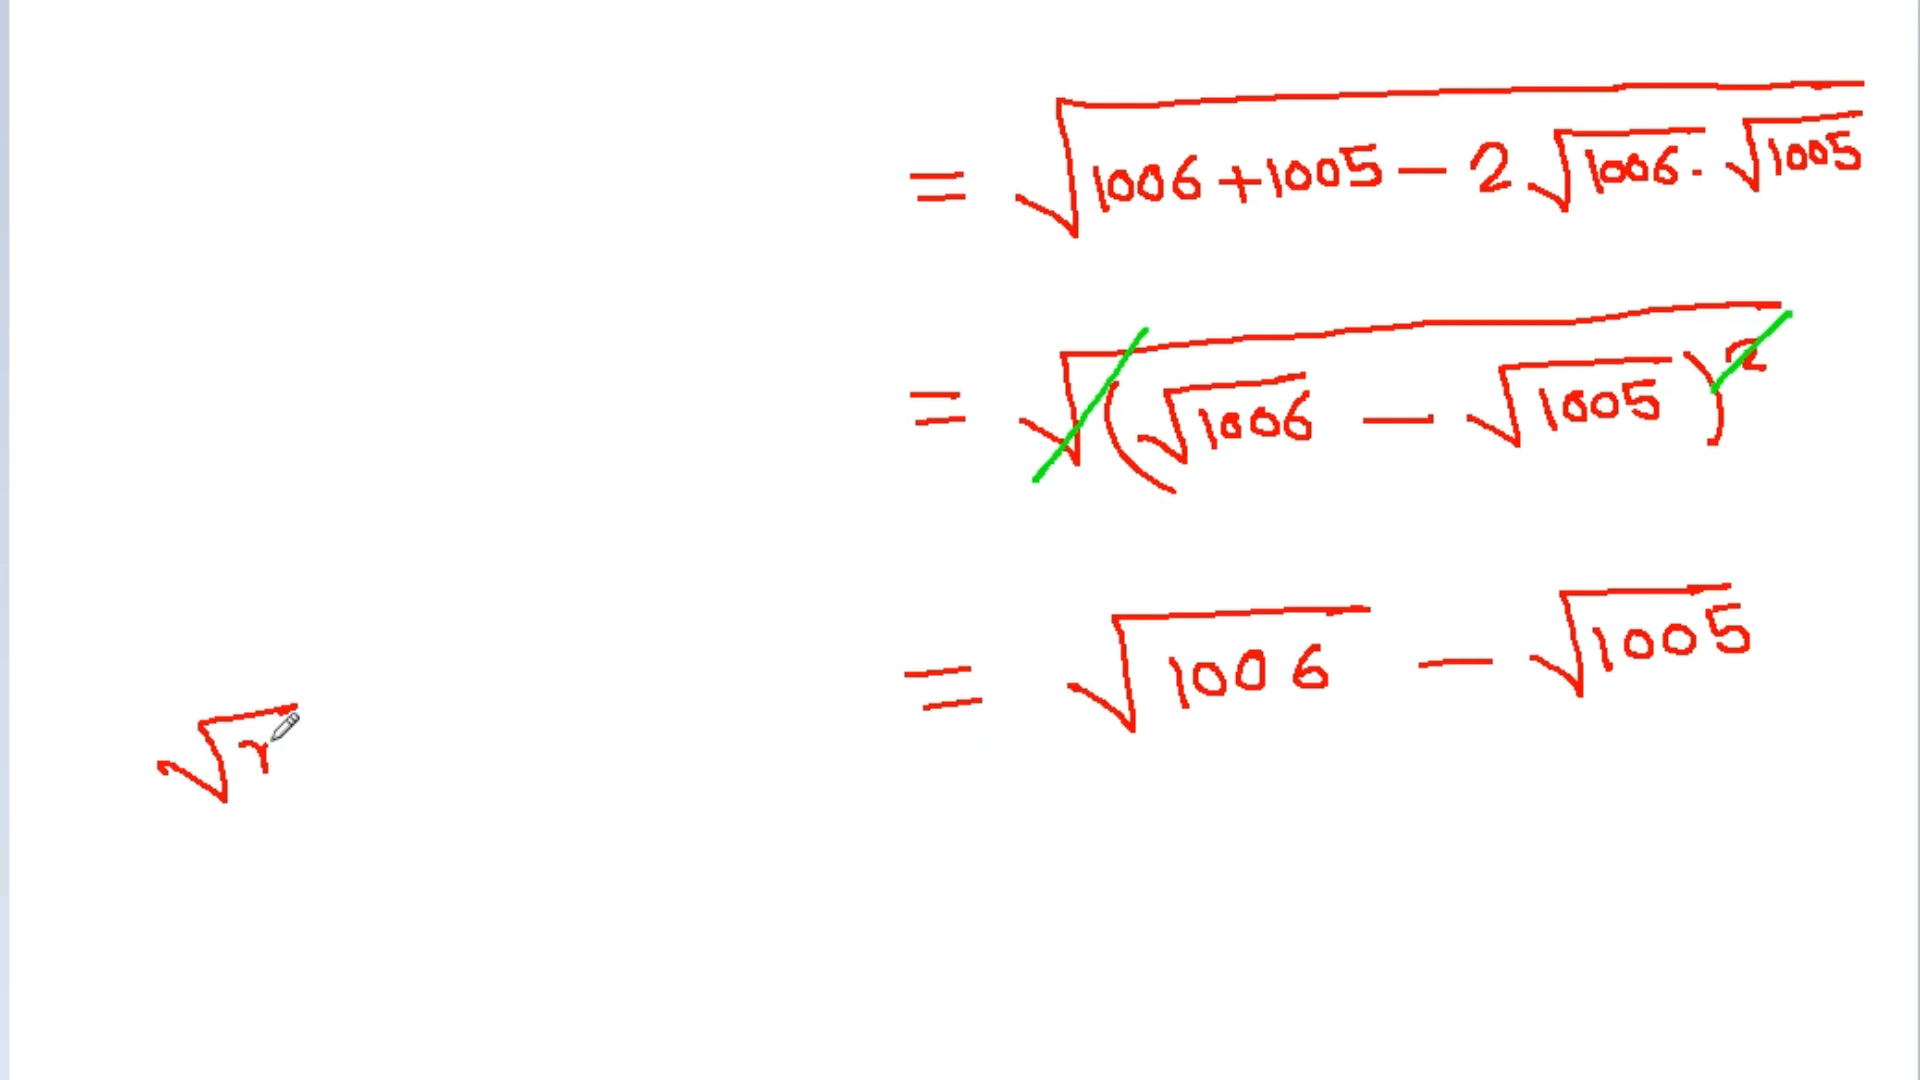 = √(1006 + 1005 − 2√1006 · √1005)
= √((√1006 − √1005)²)
= √1006 − √1005